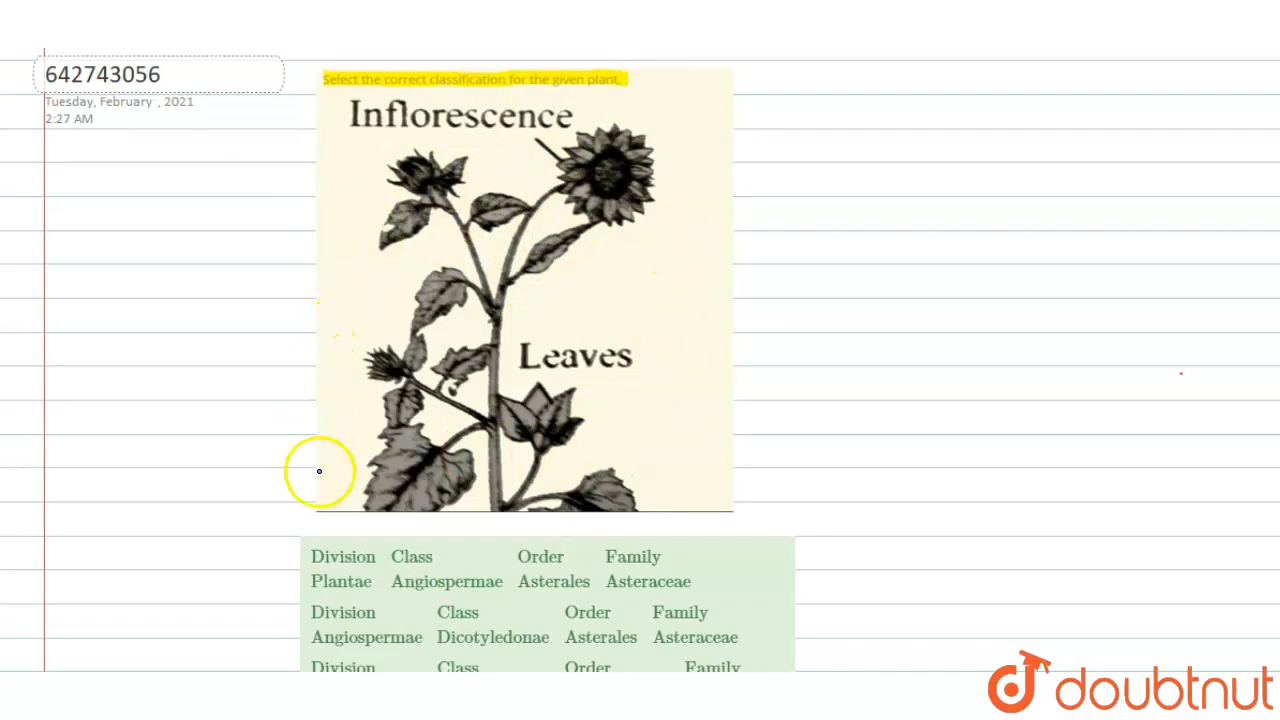 642743056
Tuesday, February , 2021
2:27 AM
Select the correct classification for the given plant.
Inflorescence
Leaves
Division Class Order Family
Plantae Angiospermae Asterales Asteraceae
Division Class Order Family
Angiospermae Dicotyledonae Asterales Asteraceae
Division Class Order Family
doubtnut